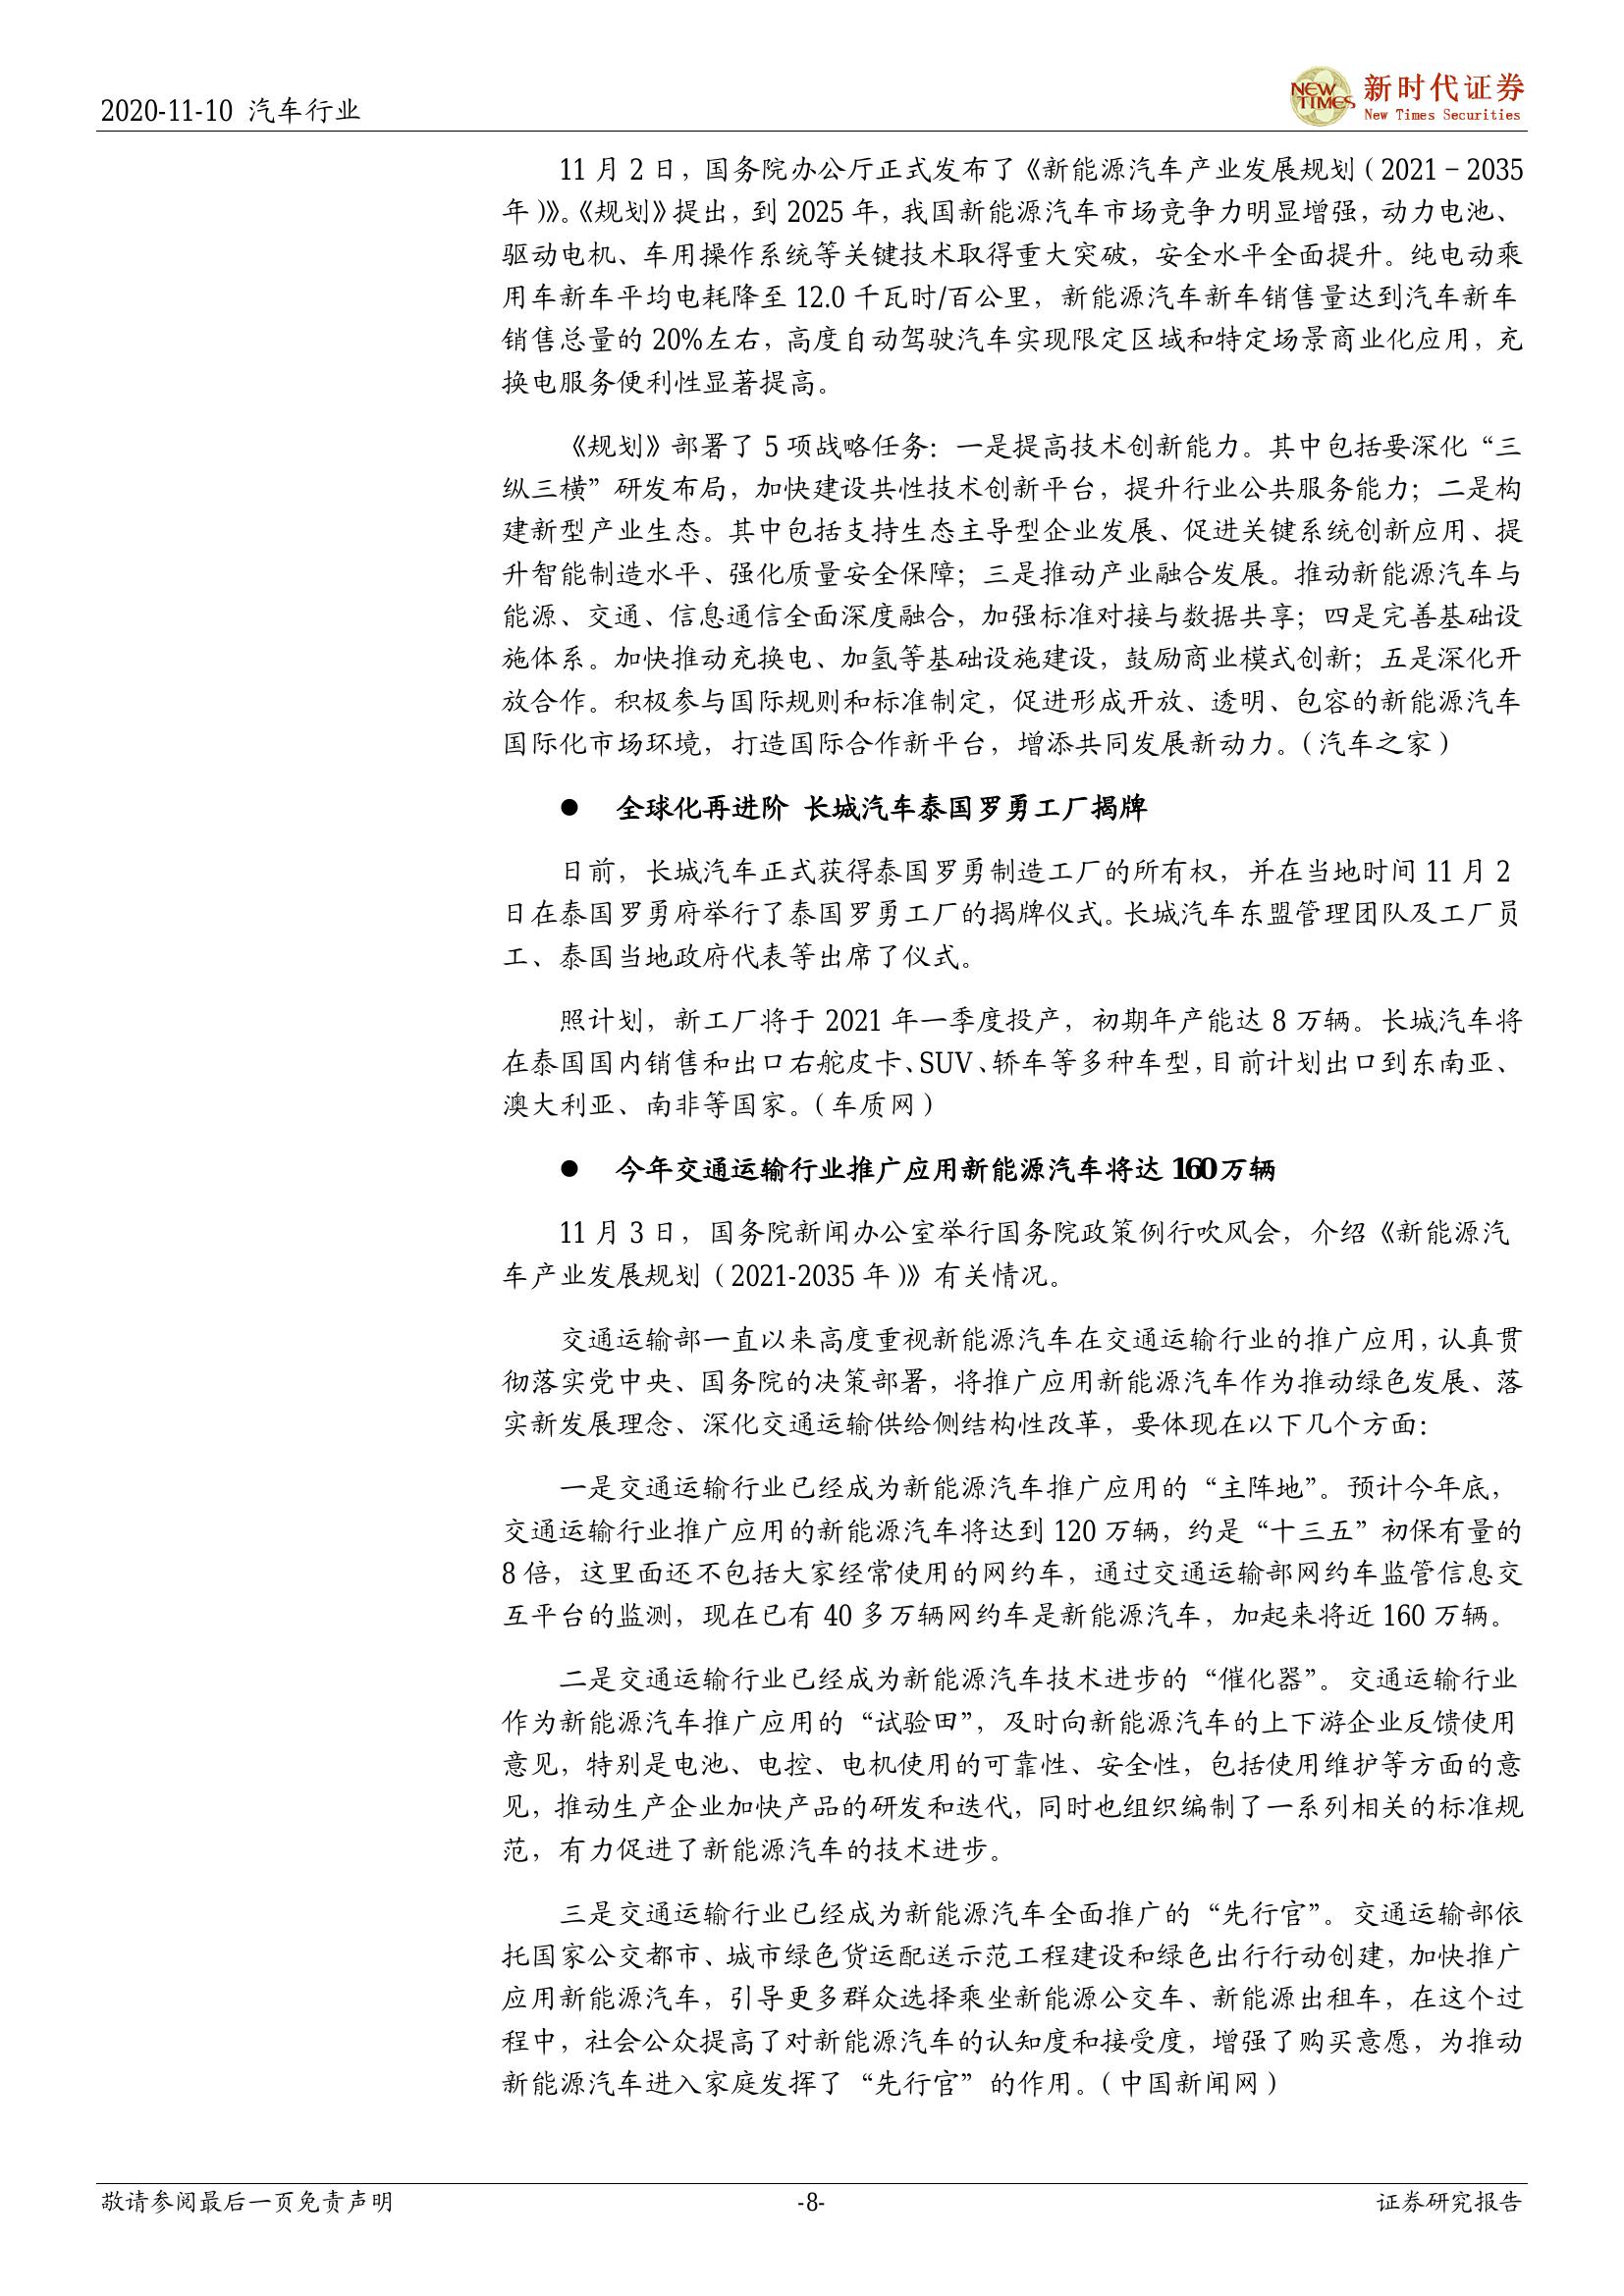 2020-11-10 汽车行业
NEW TIMES
新时代证券
New Times Securities
11 月 2 日，国务院办公厅正式发布了《新能源汽车产业发展规划（2021－2035
年）》。《规划》提出，到 2025 年，我国新能源汽车市场竞争力明显增强，动力电池、
驱动电机、车用操作系统等关键技术取得重大突破，安全水平全面提升。纯电动乘
用车新车平均电耗降至 12.0 千瓦时/百公里，新能源汽车新车销售量达到汽车新车
销售总量的 20%左右，高度自动驾驶汽车实现限定区域和特定场景商业化应用，充
换电服务便利性显著提高。
《规划》部署了 5 项战略任务：一是提高技术创新能力。其中包括要深化“三
纵三横”研发布局，加快建设共性技术创新平台，提升行业公共服务能力；二是构
建新型产业生态。其中包括支持生态主导型企业发展、促进关键系统创新应用、提
升智能制造水平、强化质量安全保障；三是推动产业融合发展。推动新能源汽车与
能源、交通、信息通信全面深度融合，加强标准对接与数据共享；四是完善基础设
施体系。加快推动充换电、加氢等基础设施建设，鼓励商业模式创新；五是深化开
放合作。积极参与国际规则和标准制定，促进形成开放、透明、包容的新能源汽车
国际化市场环境，打造国际合作新平台，增添共同发展新动力。（汽车之家）
● 全球化再进阶 长城汽车泰国罗勇工厂揭牌
日前，长城汽车正式获得泰国罗勇制造工厂的所有权，并在当地时间 11 月 2
日在泰国罗勇府举行了泰国罗勇工厂的揭牌仪式。长城汽车东盟管理团队及工厂员
工、泰国当地政府代表等出席了仪式。
照计划，新工厂将于 2021 年一季度投产，初期年产能达 8 万辆。长城汽车将
在泰国国内销售和出口右舵皮卡、SUV、轿车等多种车型，目前计划出口到东南亚、
澳大利亚、南非等国家。（车质网）
● 今年交通运输行业推广应用新能源汽车将达 160 万辆
11 月 3 日，国务院新闻办公室举行国务院政策例行吹风会，介绍《新能源汽
车产业发展规划（2021-2035 年）》有关情况。
交通运输部一直以来高度重视新能源汽车在交通运输行业的推广应用，认真贯
彻落实党中央、国务院的决策部署，将推广应用新能源汽车作为推动绿色发展、落
实新发展理念、深化交通运输供给侧结构性改革，要体现在以下几个方面：
一是交通运输行业已经成为新能源汽车推广应用的“主阵地”。预计今年底，
交通运输行业推广应用的新能源汽车将达到 120 万辆，约是“十三五”初保有量的
8 倍，这里面还不包括大家经常使用的网约车，通过交通运输部网约车监管信息交
互平台的监测，现在已有 40 多万辆网约车是新能源汽车，加起来将近 160 万辆。
二是交通运输行业已经成为新能源汽车技术进步的“催化器”。交通运输行业
作为新能源汽车推广应用的“试验田”，及时向新能源汽车的上下游企业反馈使用
意见，特别是电池、电控、电机使用的可靠性、安全性，包括使用维护等方面的意
见，推动生产企业加快产品的研发和迭代，同时也组织编制了一系列相关的标准规
范，有力促进了新能源汽车的技术进步。
三是交通运输行业已经成为新能源汽车全面推广的“先行官”。交通运输部依
托国家公交都市、城市绿色货运配送示范工程建设和绿色出行行动创建，加快推广
应用新能源汽车，引导更多群众选择乘坐新能源公交车、新能源出租车，在这个过
程中，社会公众提高了对新能源汽车的认知度和接受度，增强了购买意愿，为推动
新能源汽车进入家庭发挥了“先行官”的作用。（中国新闻网）
敬请参阅最后一页免责声明
-8-
证券研究报告